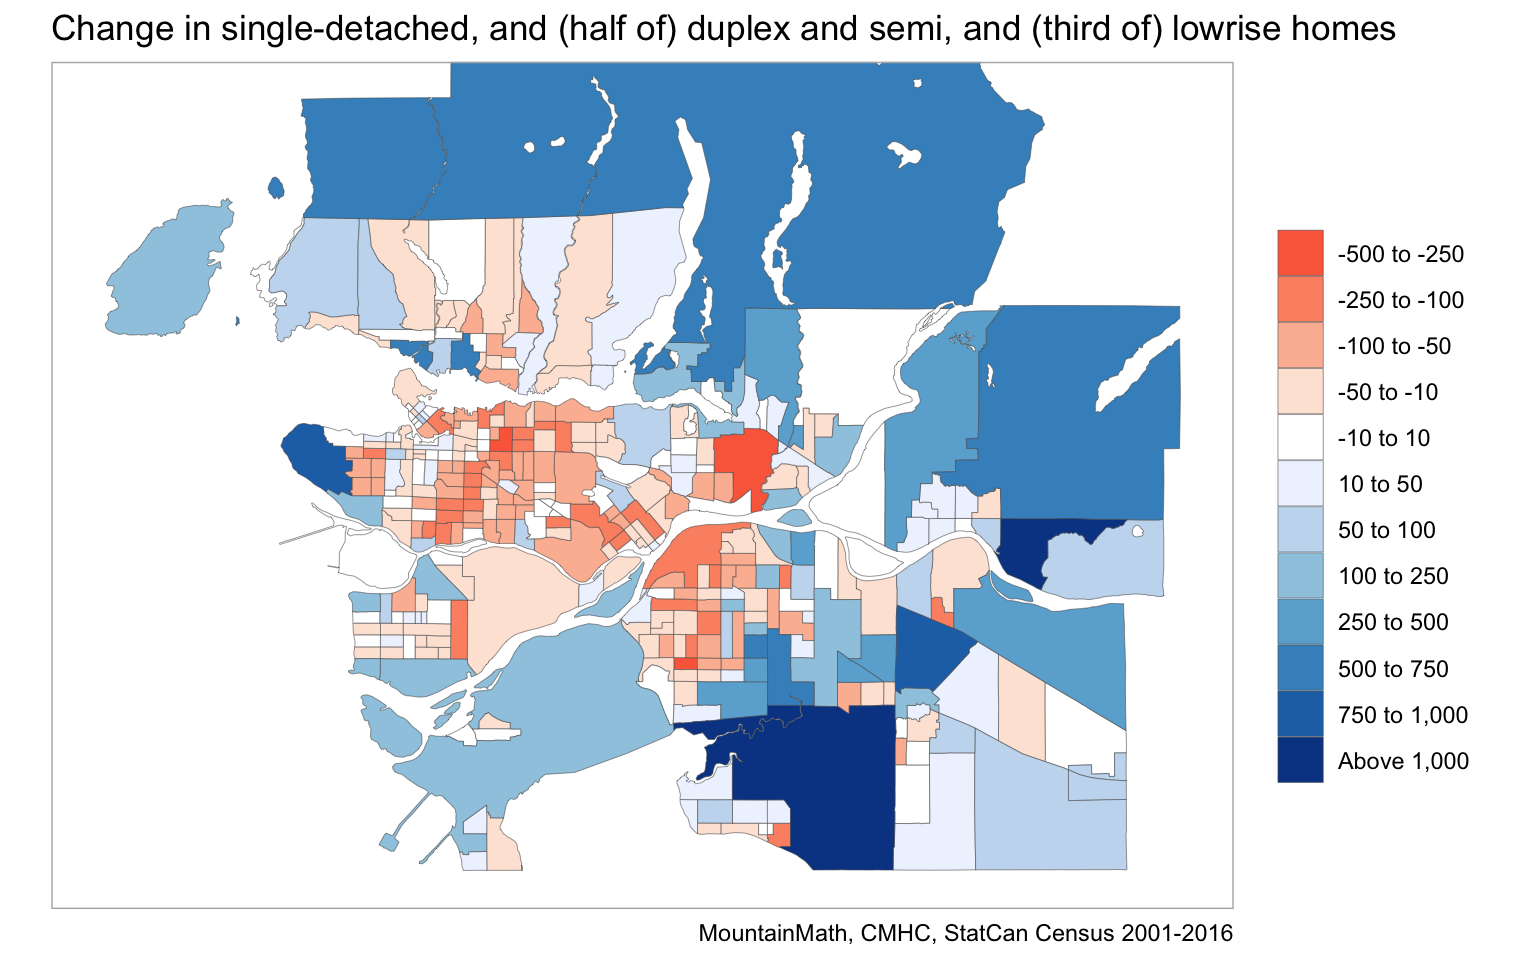 Change in single-detached, and (half of) duplex and semi, and (third of) lowrise homes
-500 to -250
-250 to -100
-100 to -50
-50 to -10
-10 to 10
10 to 50
50 to 100
100 to 250
250 to 500
500 to 750
750 to 1,000
Above 1,000
MountainMath, CMHC, StatCan Census 2001-2016